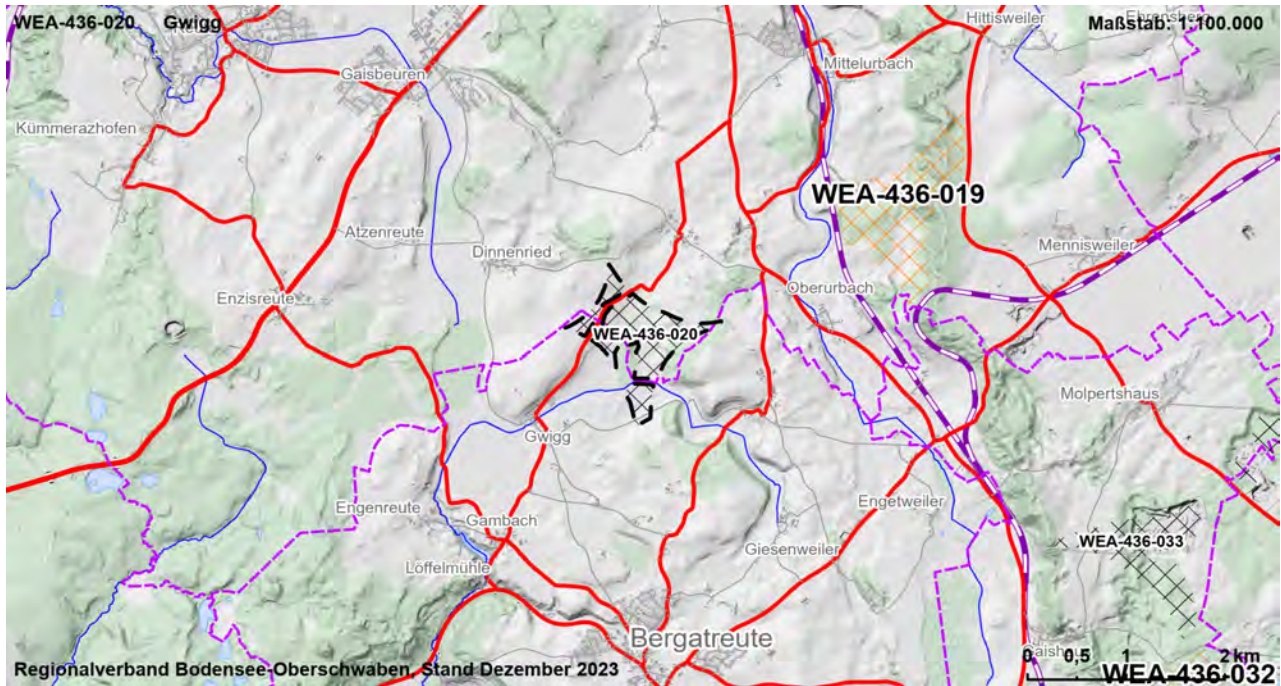 WEA-436-020 Gwigg
Maßstab: 1:100.000
Hittisweiler
Gaisbeuren
Mittelurbach
Kümmerazhofen
WEA-436-019
Atzenreute
Dinnenried
Mennisweiler
Enzisreute
Oberurbach
WEA-436-020
Molpertshaus
Gwigg
Engenreute
Gambach
Engetweiler
WEA-436-033
Giesenweiler
Löffelmühle
Bergatreute
0 0,5 1 2 km
Regionalverband Bodensee-Oberschwaben, Stand Dezember 2023
WEA-436-032